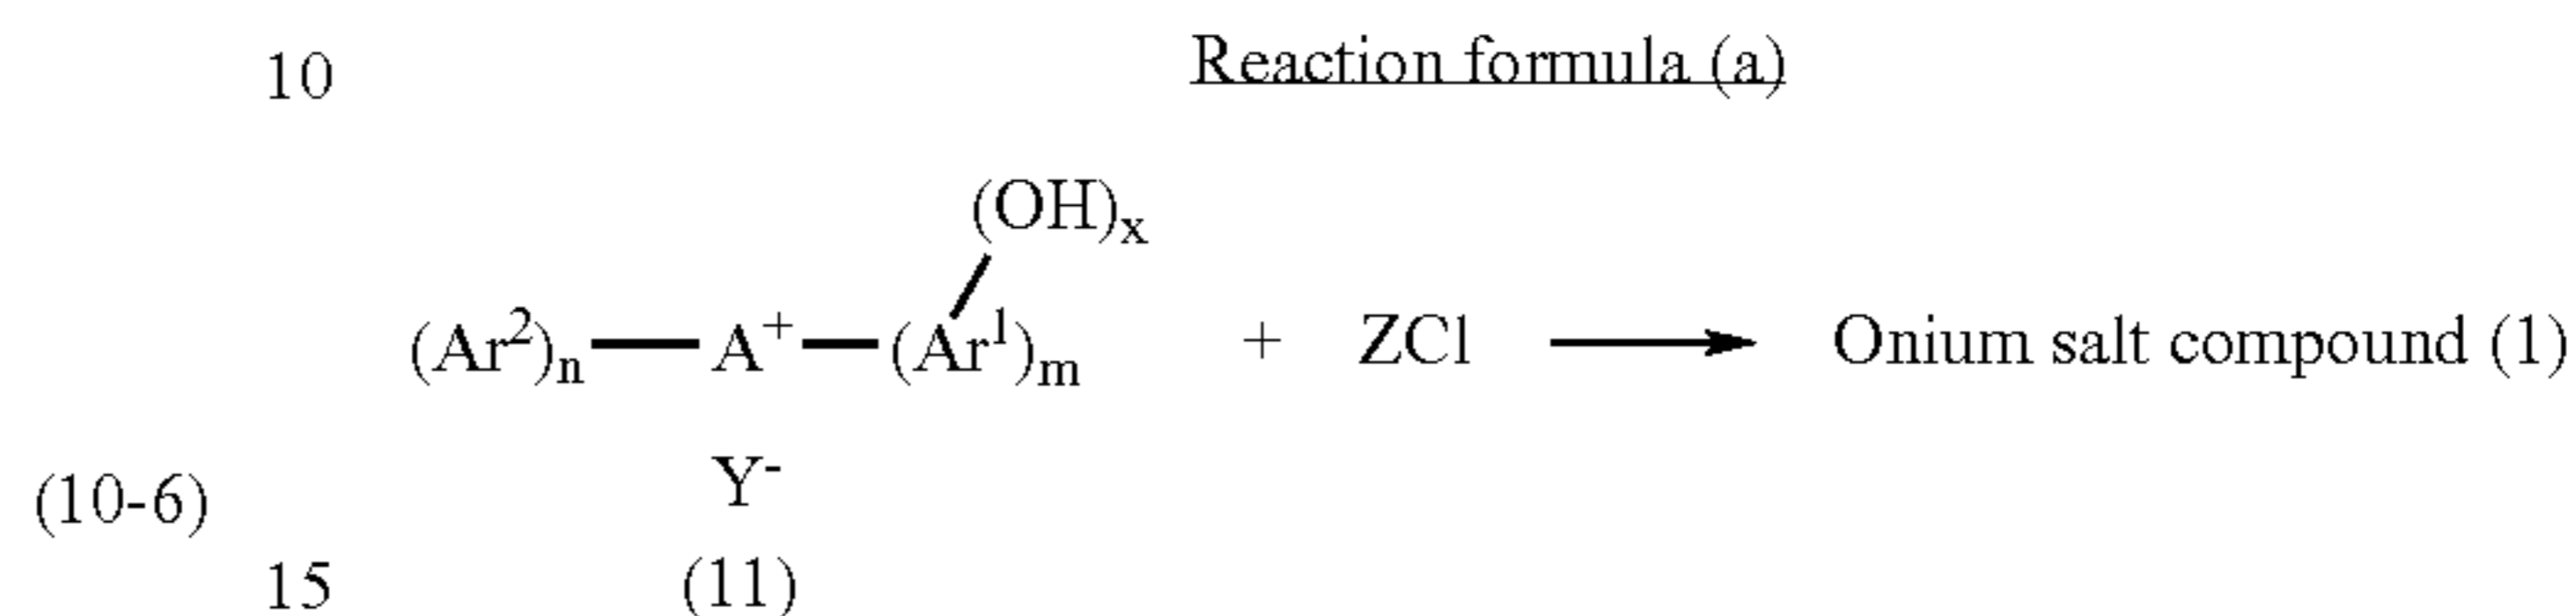 10 Reaction formula (a)
(OH)x
(Ar²)n — A⁺ — (Ar¹)m + ZCl ⟶ Onium salt compound (1)
Y⁻
(10-6)
15 (11)